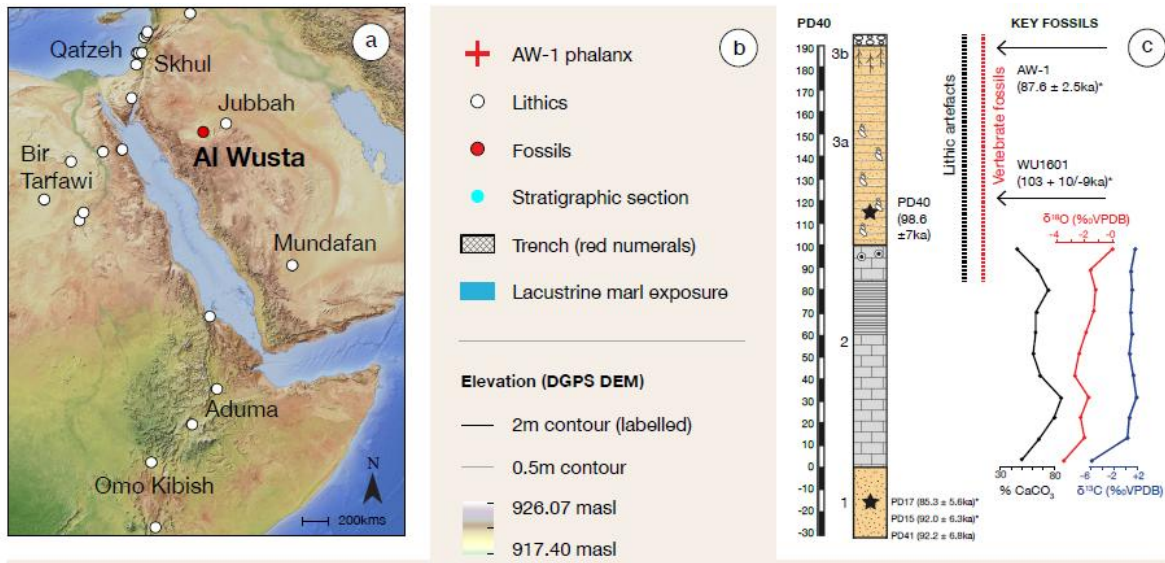 a
Qafzeh
Skhul
Jubbah
Al Wusta
Bir
Tarfawi
Mundafan
Aduma
Omo Kibish
N
200kms
b
AW-1 phalanx
Lithics
Fossils
Stratigraphic section
Trench (red numerals)
Lacustrine marl exposure
Elevation (DGPS DEM)
2m contour (labelled)
0.5m contour
926.07 masl
917.40 masl
c
PD40
190
180
170
160
150
140
130
120
110
100
90
80
70
60
50
40
30
20
10
0
-10
-20
-30
3b
3a
2
1
PD40
(98.6
±7ka)
PD17 (85.3 ± 5.6ka)*
PD15 (92.0 ± 6.3ka)*
PD41 (92.2 ± 6.8ka)
Lithic artefacts
Vertebrate fossils
KEY FOSSILS
AW-1
(87.6 ± 2.5ka)*
WU1601
(103 + 10/-9ka)*
δ¹⁸O (‰VPDB)
-4 -2 -0
30 80
% CaCO₃
-6 -2 +2
δ¹³C (‰VPDB)